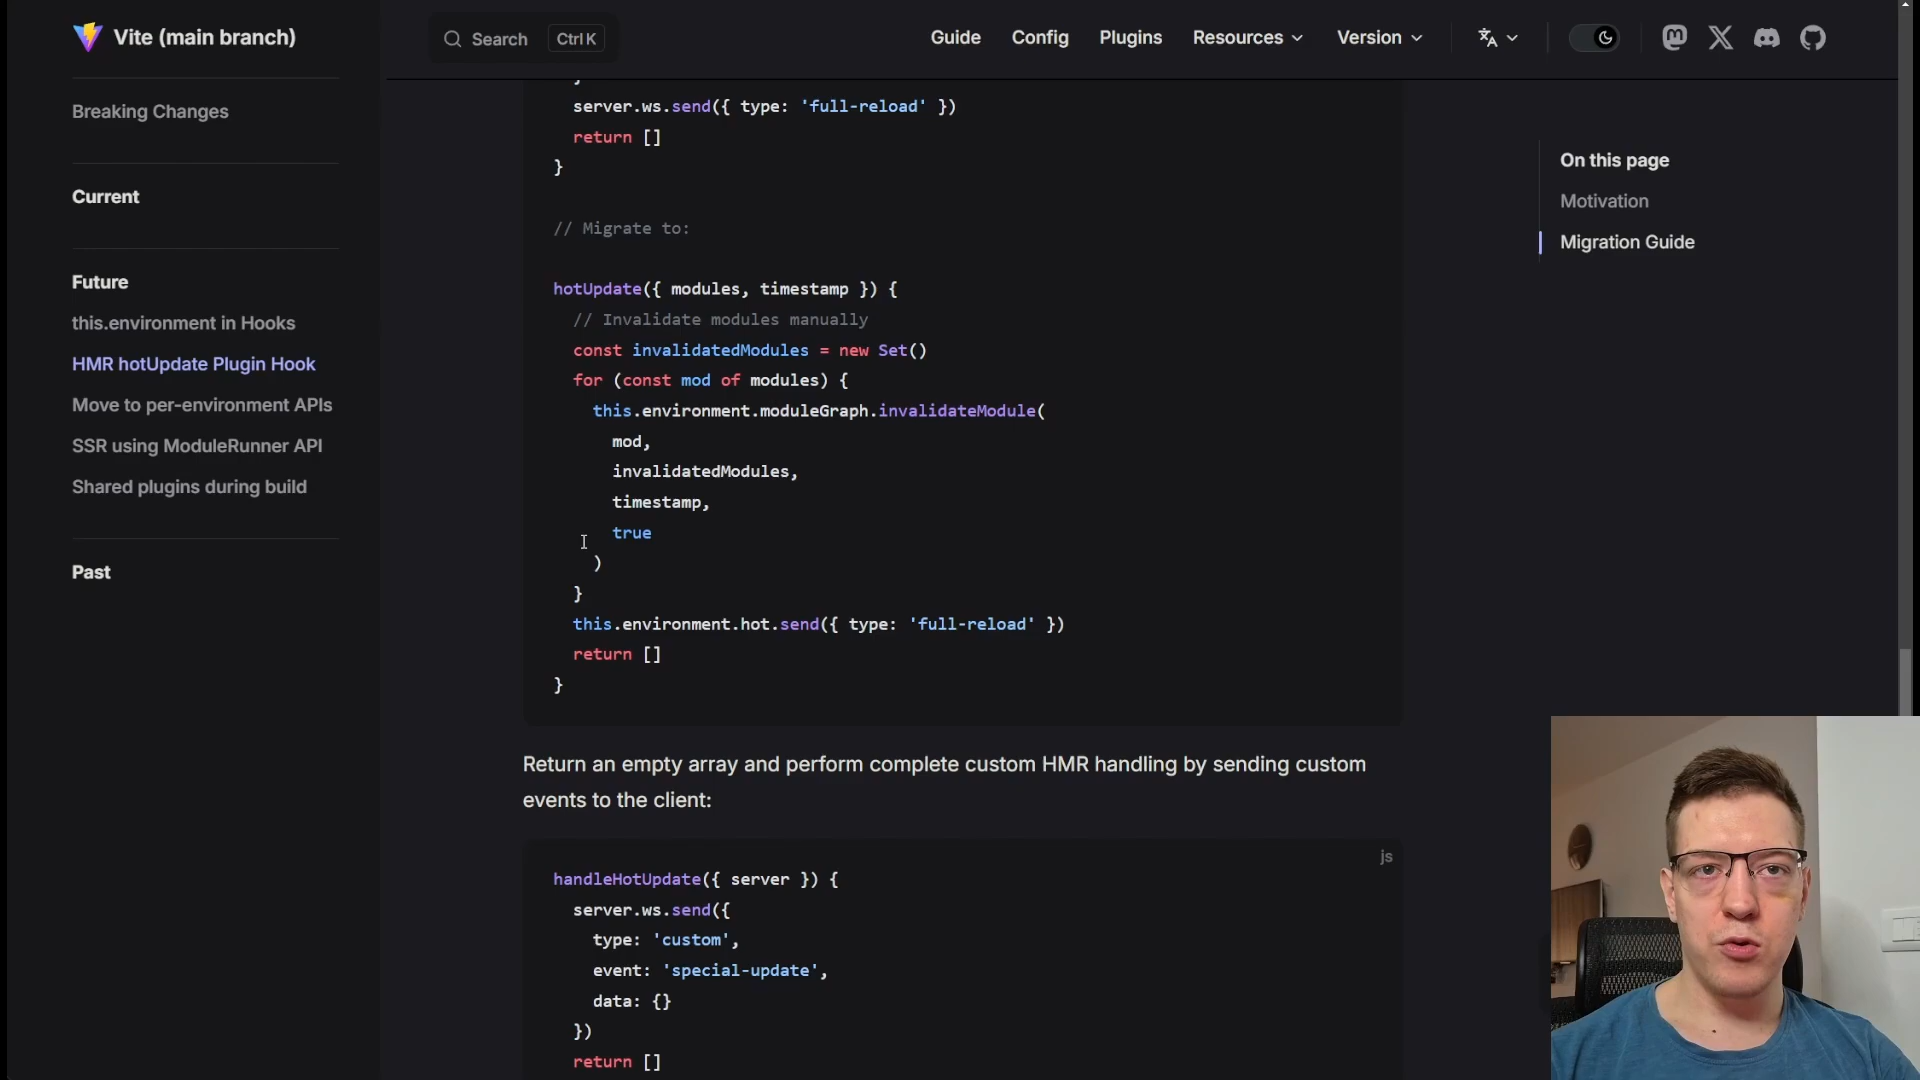 Vite (main branch)
Search Ctrl K
Guide Config Plugins Resources Version
Breaking Changes
Current
Future
this.environment in Hooks
HMR hotUpdate Plugin Hook
Move to per-environment APIs
SSR using ModuleRunner API
Shared plugins during build
Past
}
server.ws.send({ type: 'full-reload' })
return []
}
// Migrate to:
hotUpdate({ modules, timestamp }) {
// Invalidate modules manually
const invalidatedModules = new Set()
for (const mod of modules) {
this.environment.moduleGraph.invalidateModule(
mod,
invalidatedModules,
timestamp,
true
)
}
this.environment.hot.send({ type: 'full-reload' })
return []
}
Return an empty array and perform complete custom HMR handling by sending custom
events to the client:
js
handleHotUpdate({ server }) {
server.ws.send({
type: 'custom',
event: 'special-update',
data: {}
})
return []
On this page
Motivation
Migration Guide